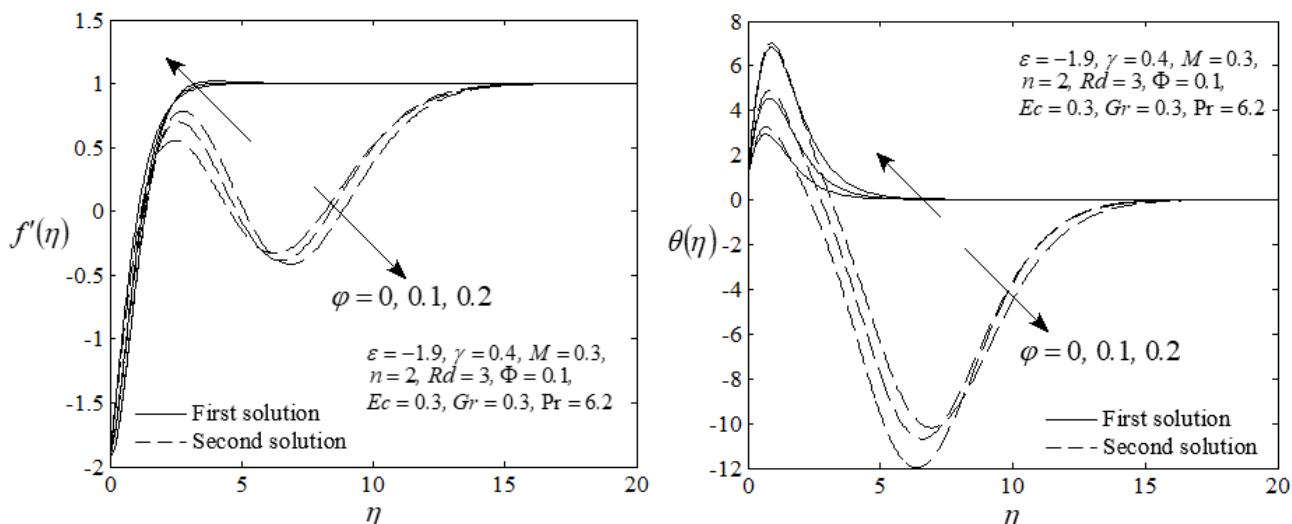 1.5
1
0.5
0
-0.5
-1
-1.5
-2
f'(η)
φ = 0, 0.1, 0.2
ε = −1.9, γ = 0.4, M = 0.3,
n = 2, Rd = 3, Φ = 0.1,
Ec = 0.3, Gr = 0.3, Pr = 6.2
First solution
Second solution
0 5 10 15 20
η
8
6
4
2
0
-2
-4
-6
-8
-10
-12
θ(η)
ε = −1.9, γ = 0.4, M = 0.3,
n = 2, Rd = 3, Φ = 0.1,
Ec = 0.3, Gr = 0.3, Pr = 6.2
φ = 0, 0.1, 0.2
First solution
Second solution
0 5 10 15 20
η